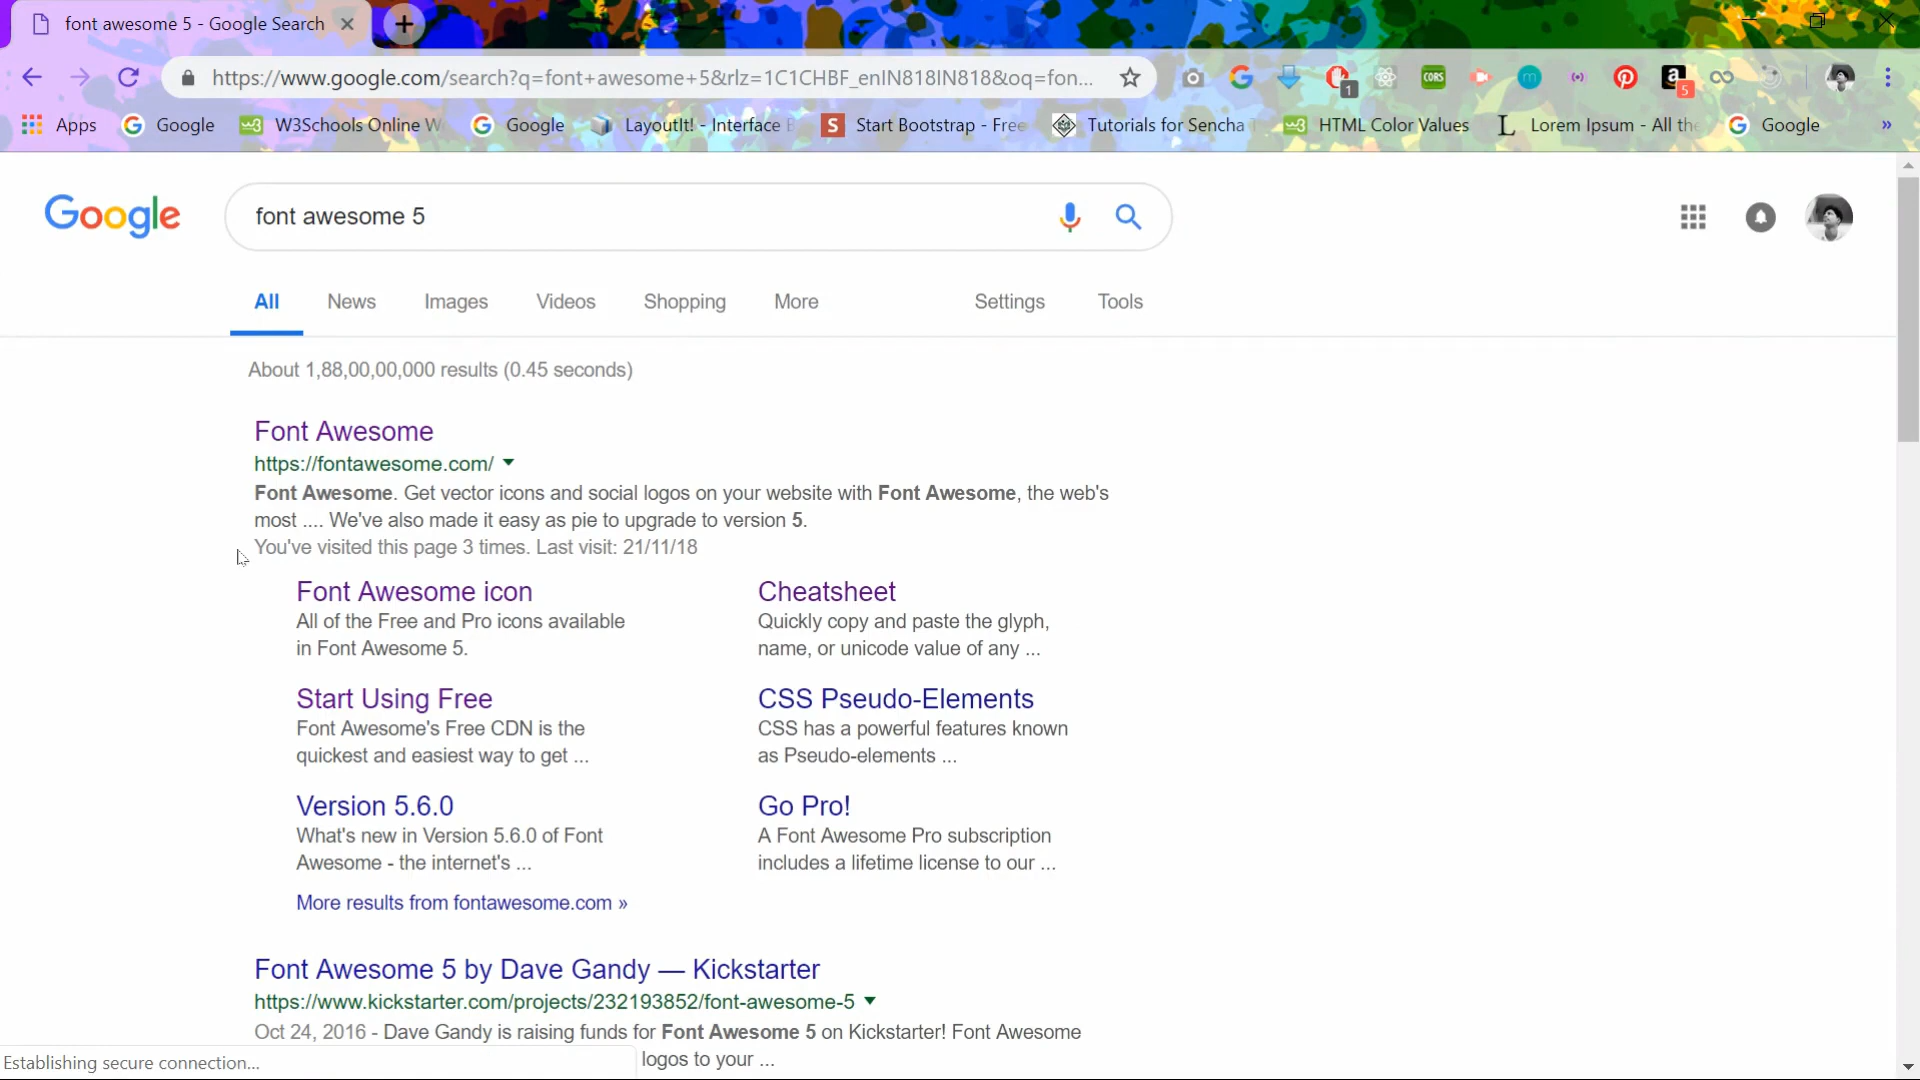 font awesome 5 - Google Search
https://www.google.com/search?q=font+awesome+5&rlz=1C1CHBF_enIN818IN818&oq=fon...
1
CORS
m
a
5
Apps
Google
W3Schools Online W
Google
LayoutIt! - Interface B
S
Start Bootstrap - Free
Tutorials for Sencha
HTML Color Values
L
Lorem Ipsum - All the
Google
»
Google
font awesome 5
All
News
Images
Videos
Shopping
More
Settings
Tools
About 1,88,00,00,000 results (0.45 seconds)
Font Awesome
https://fontawesome.com/
Font Awesome. Get vector icons and social logos on your website with Font Awesome, the web's
most .... We've also made it easy as pie to upgrade to version 5.
You've visited this page 3 times. Last visit: 21/11/18
Font Awesome icon
All of the Free and Pro icons available
in Font Awesome 5.
Cheatsheet
Quickly copy and paste the glyph,
name, or unicode value of any ...
Start Using Free
Font Awesome's Free CDN is the
quickest and easiest way to get ...
CSS Pseudo-Elements
CSS has a powerful features known
as Pseudo-elements ...
Version 5.6.0
What's new in Version 5.6.0 of Font
Awesome - the internet's ...
Go Pro!
A Font Awesome Pro subscription
includes a lifetime license to our ...
More results from fontawesome.com »
Font Awesome 5 by Dave Gandy — Kickstarter
https://www.kickstarter.com/projects/232193852/font-awesome-5
Oct 24, 2016 - Dave Gandy is raising funds for Font Awesome 5 on Kickstarter! Font Awesome
logos to your ...
Establishing secure connection...